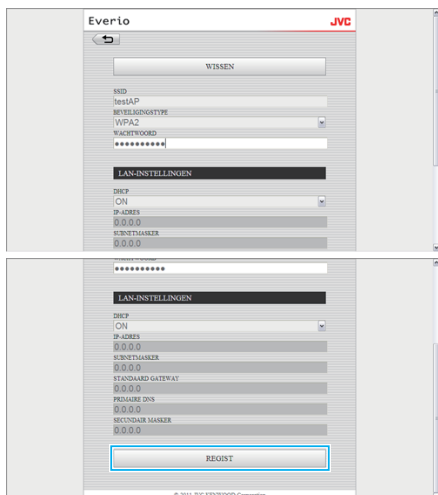 Everio
JVC
WISSEN
SSID
testAP
BEVEILIGINGSTYPE
WPA2
WACHTWOORD
●●●●●●●●●●
LAN-INSTELLINGEN
DHCP
ON
IP-ADRES
0.0.0.0
SUBNETMASKER
0.0.0.0
●●●●●●●●●●
LAN-INSTELLINGEN
DHCP
ON
IP-ADRES
0.0.0.0
SUBNETMASKER
0.0.0.0
STANDAARD GATEWAY
0.0.0.0
PRIMAIRE DNS
0.0.0.0
SECUNDAIR MASKER
0.0.0.0
REGIST
© 2011 JVC KENWOOD Corporation